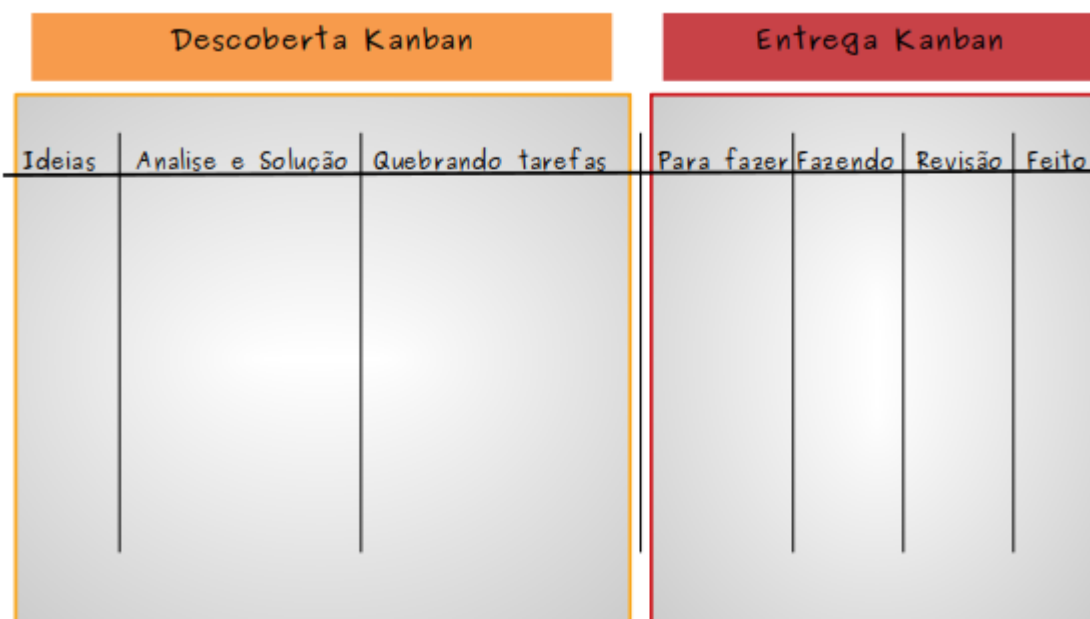 Descoberta Kanban
Entrega Kanban
Ideias
Analise e Solução
Quebrando tarefas
Para fazer
Fazendo
Revisão
Feito